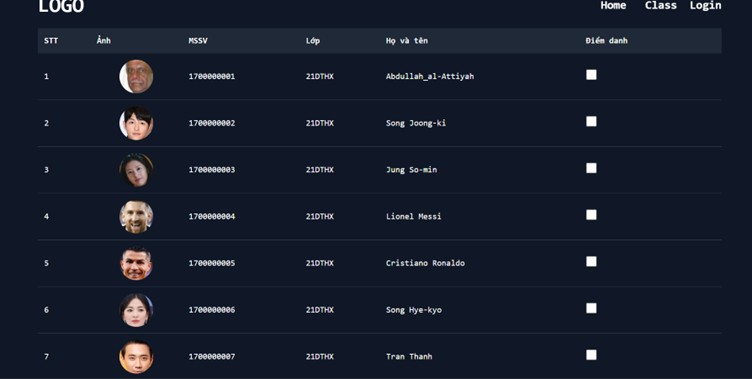 LOGO Home Class Login
STT Ảnh MSSV Lớp Họ và tên Điểm danh
1 1700000001 21DTHX Abdullah_al-Attiyah
2 1700000002 21DTHX Song Joong-ki
3 1700000003 21DTHX Jung So-min
4 1700000004 21DTHX Lionel Messi
5 1700000005 21DTHX Cristiano Ronaldo
6 1700000006 21DTHX Song Hye-kyo
7 1700000007 21DTHX Tran Thanh